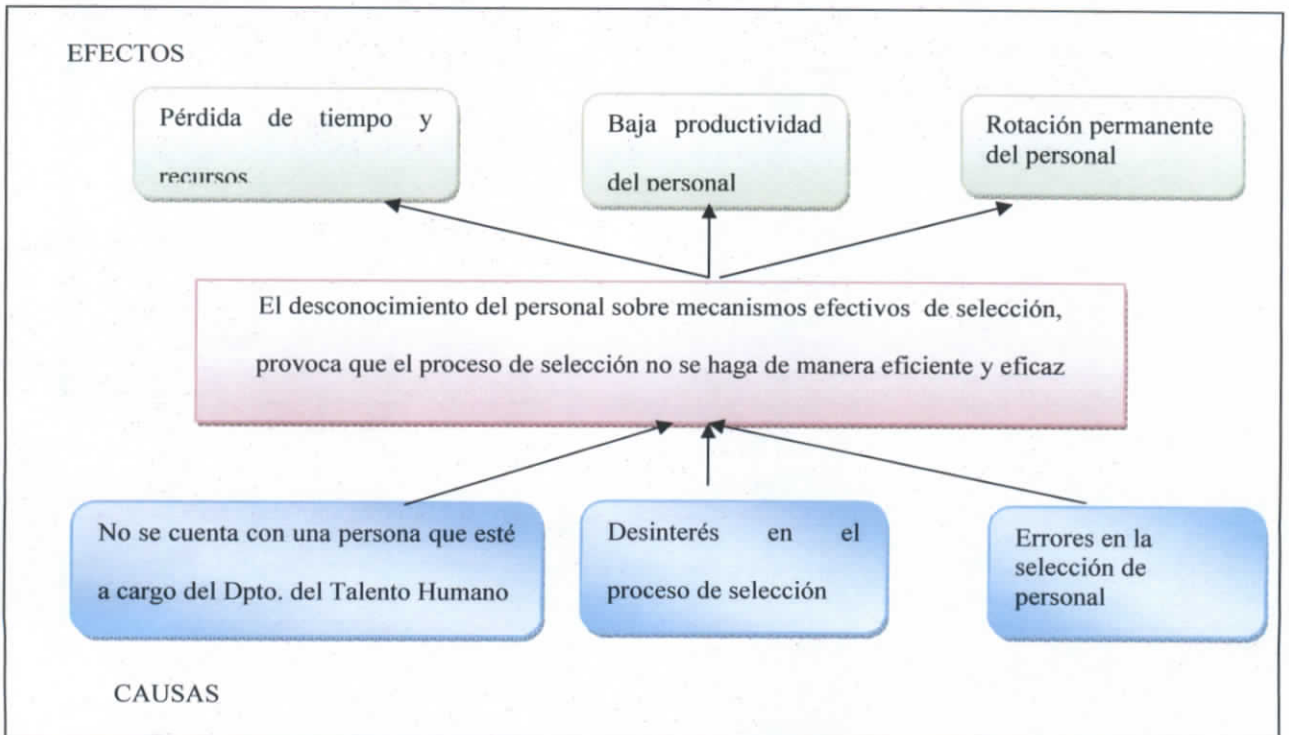 EFECTOS
Pérdida de tiempo y
recursos
Baja productividad
del personal
Rotación permanente
del personal
El desconocimiento del personal sobre mecanismos efectivos de selección,
provoca que el proceso de selección no se haga de manera eficiente y eficaz
No se cuenta con una persona que esté
a cargo del Dpto. del Talento Humano
Desinterés en el
proceso de selección
Errores en la
selección de
personal
CAUSAS